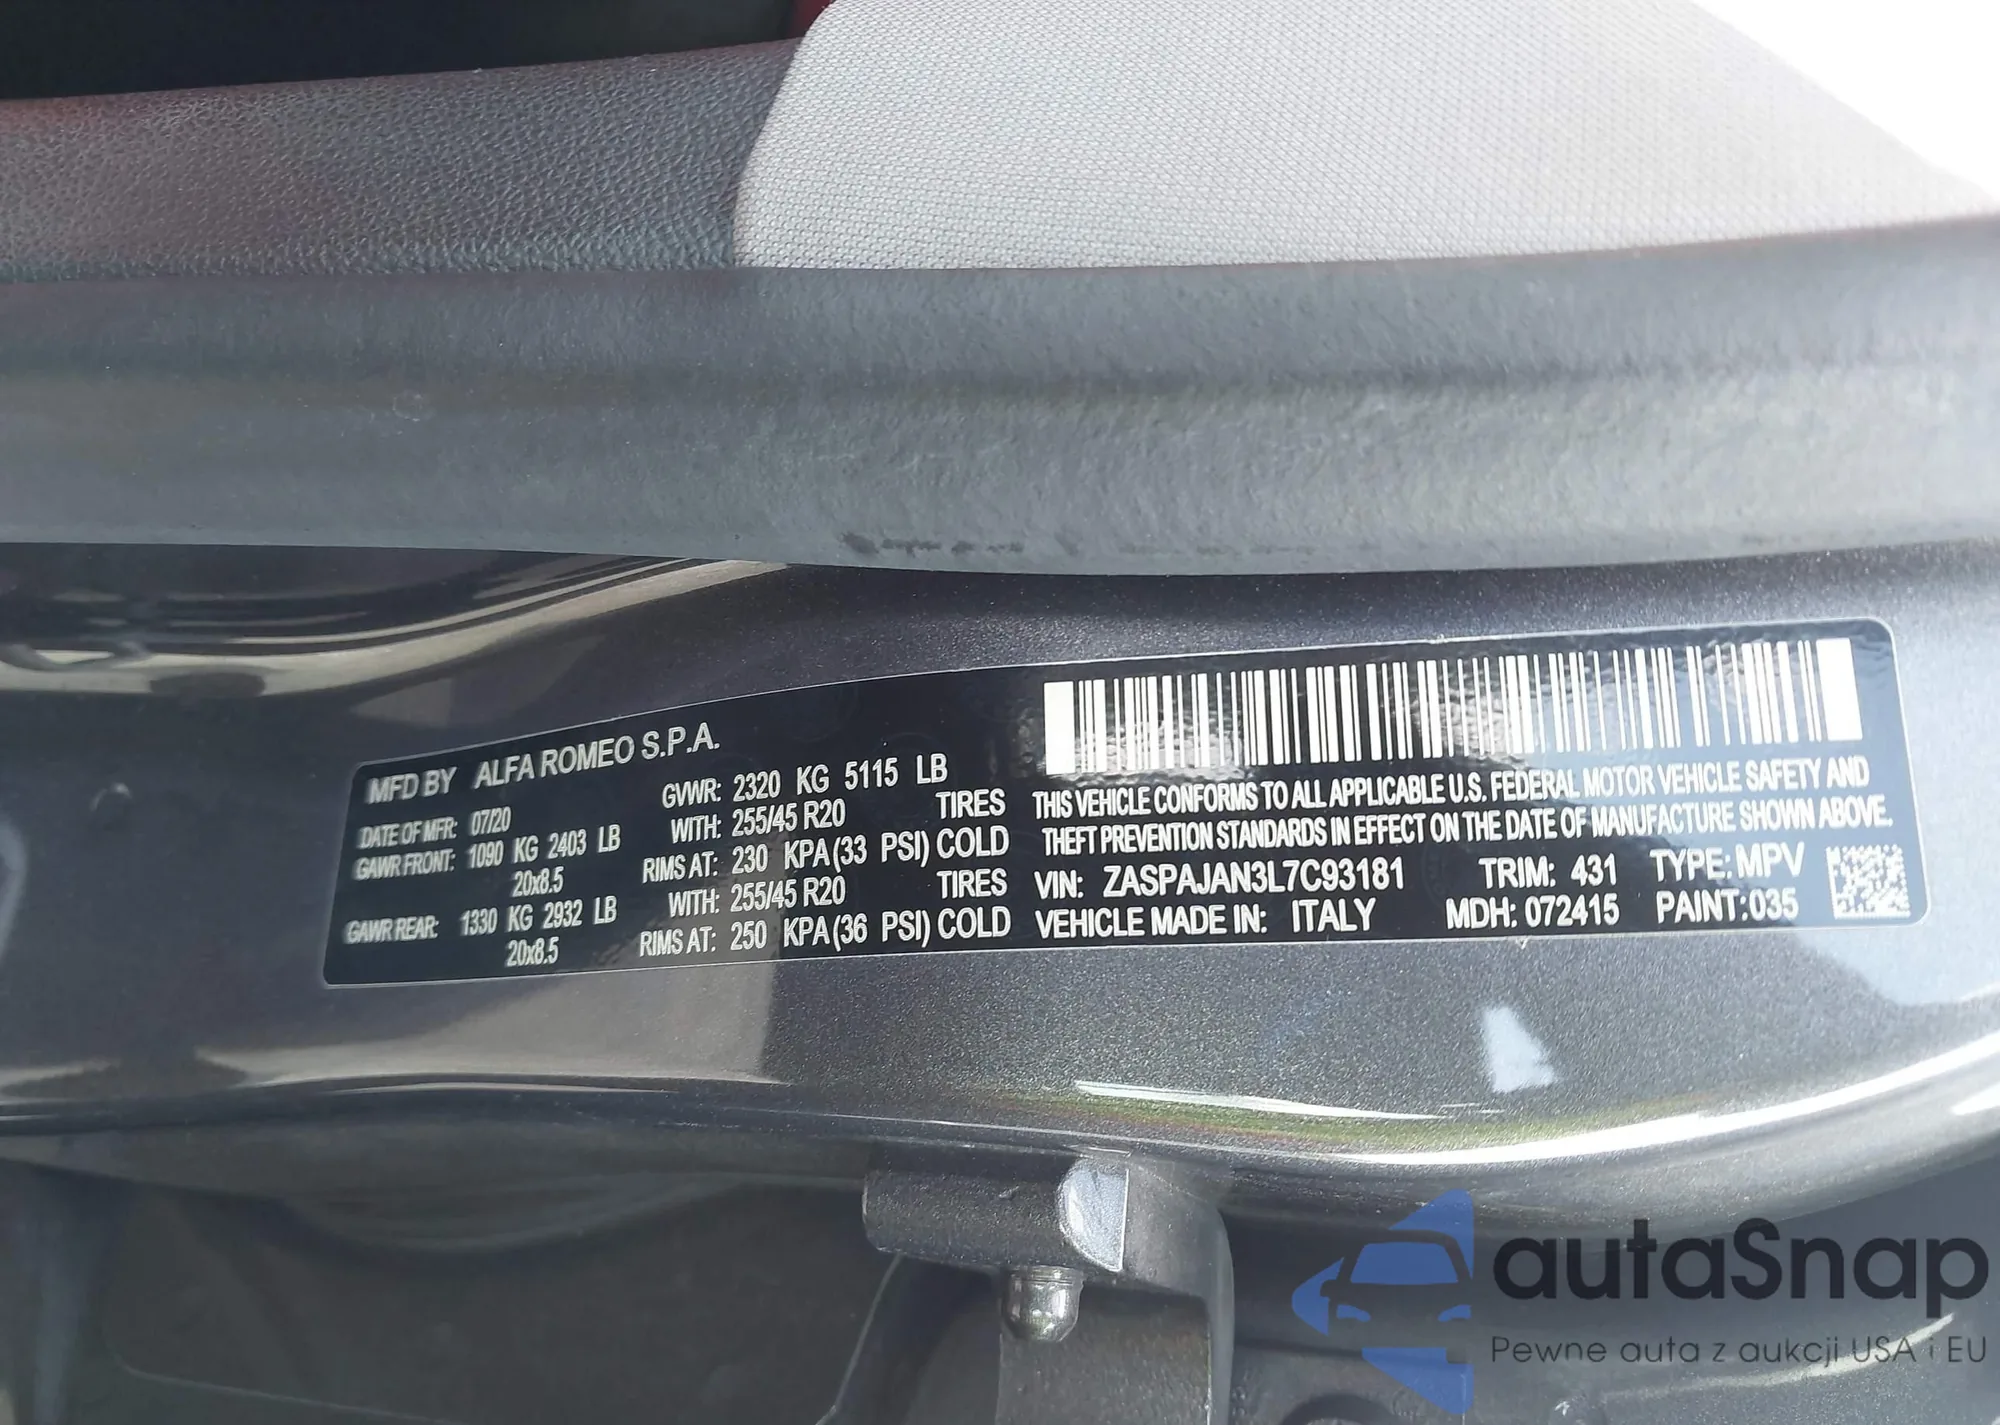 MFD BY ALFA ROMEO S.P.A.
DATE OF MFR: 07/20 GVWR: 2320 KG 5115 LB
GAWR FRONT: 1090 KG 2403 LB WITH: 255/45 R20 TIRES
20x8.5 RIMS AT: 230 KPA (33 PSI) COLD
GAWR REAR: 1330 KG 2932 LB WITH: 255/45 R20 TIRES
20x8.5 RIMS AT: 250 KPA (36 PSI) COLD
THIS VEHICLE CONFORMS TO ALL APPLICABLE U.S. FEDERAL MOTOR VEHICLE SAFETY AND
THEFT PREVENTION STANDARDS IN EFFECT ON THE DATE OF MANUFACTURE SHOWN ABOVE.
VIN: ZASPAJAN3L7C93181 TRIM: 431 TYPE: MPV
VEHICLE MADE IN: ITALY MDH: 072415 PAINT: 035
autaSnap
Pewne auta z aukcji USA i EU